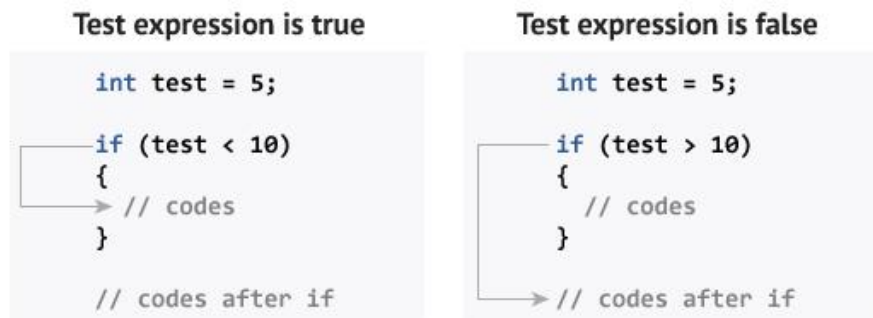 Test expression is true
int test = 5;
if (test < 10)
{
// codes
}
// codes after if
Test expression is false
int test = 5;
if (test > 10)
{
// codes
}
// codes after if